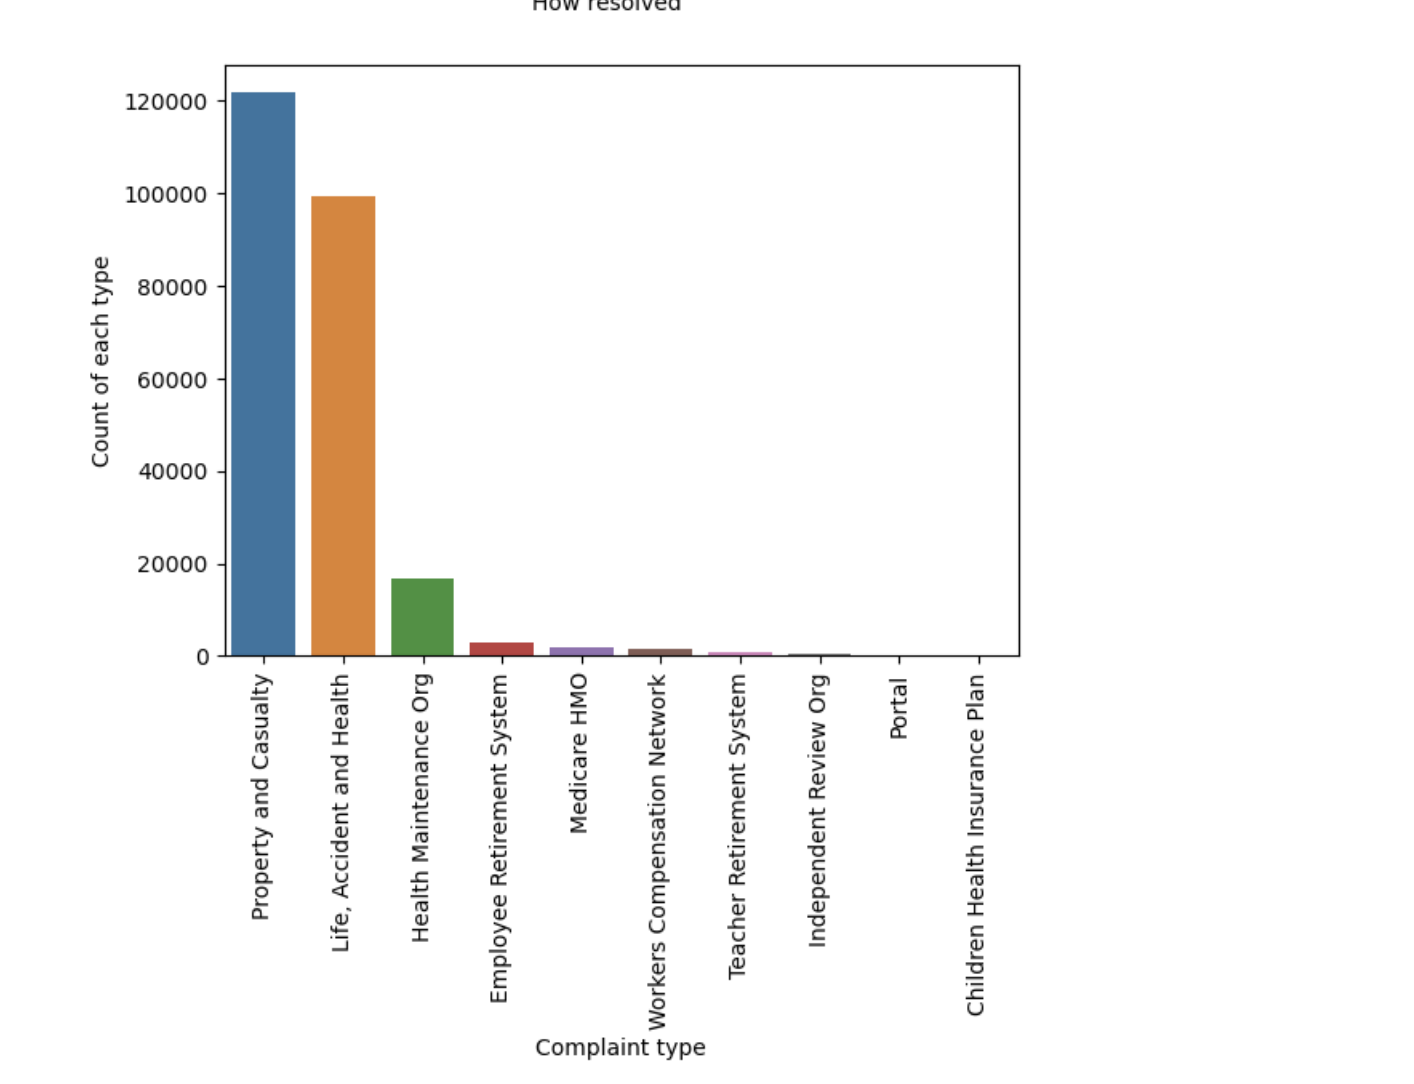 How resolved
120000
100000
80000
60000
40000
20000
0
Count of each type
Property and Casualty
Life, Accident and Health
Health Maintenance Org
Employee Retirement System
Medicare HMO
Workers Compensation Network
Teacher Retirement System
Independent Review Org
Portal
Children Health Insurance Plan
Complaint type